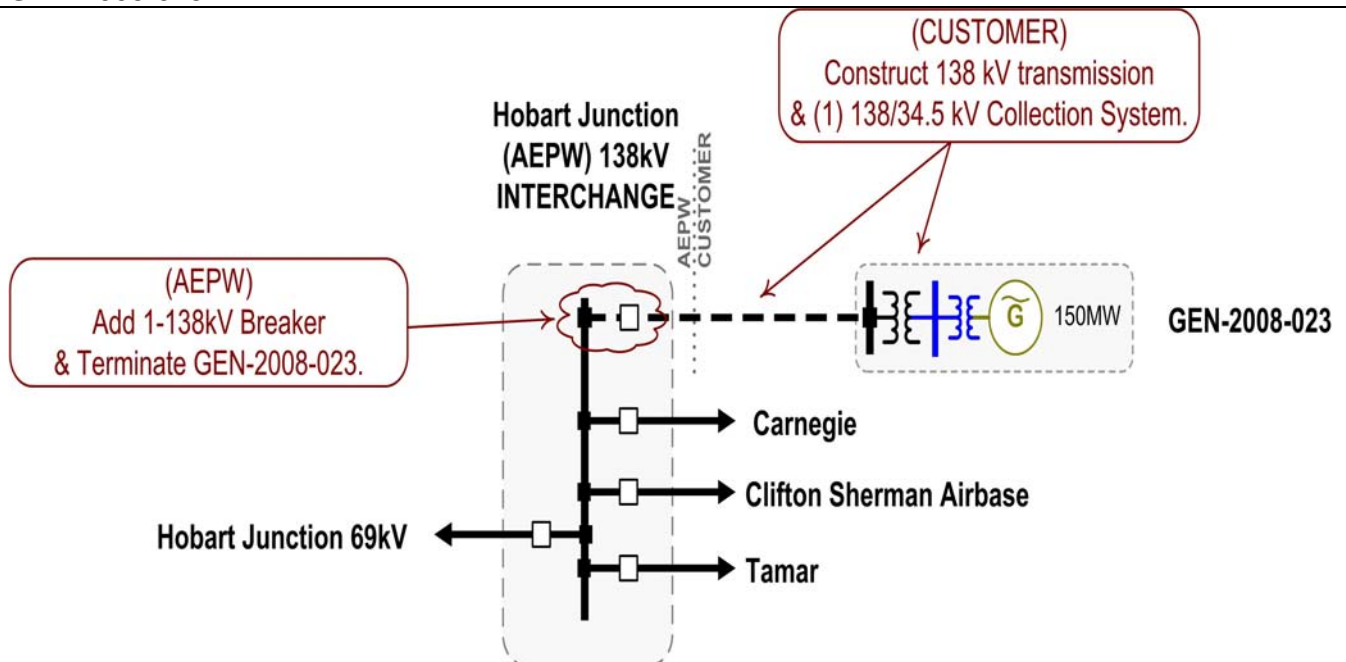 (CUSTOMER)
Construct 138 kV transmission
& (1) 138/34.5 kV Collection System.
Hobart Junction
(AEPW) 138kV
INTERCHANGE
AEPW
CUSTOMER
(AEPW)
Add 1-138kV Breaker
& Terminate GEN-2008-023.
G
150MW
GEN-2008-023
Carnegie
Clifton Sherman Airbase
Hobart Junction 69kV
Tamar